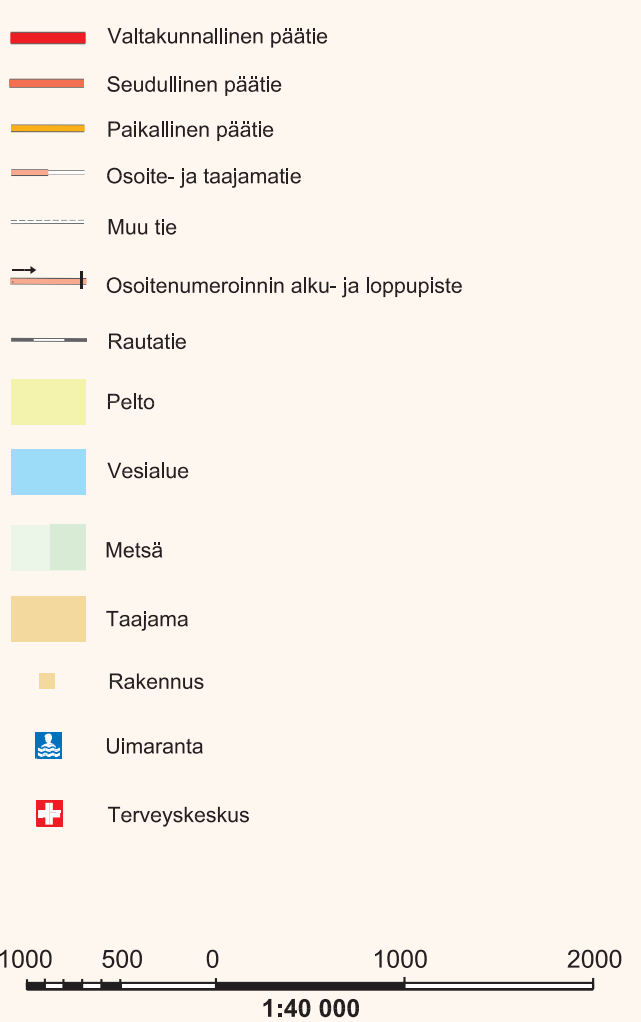 Valtakunnallinen päätie
Seudullinen päätie
Paikallinen päätie
Osoite- ja taajamatie
Muu tie
Osoitenumeroinnin alku- ja loppupiste
Rautatie
Pelto
Vesialue
Metsä
Taajama
Rakennus
Uimaranta
Terveyskeskus
1000 500 0 1000 2000
1:40 000